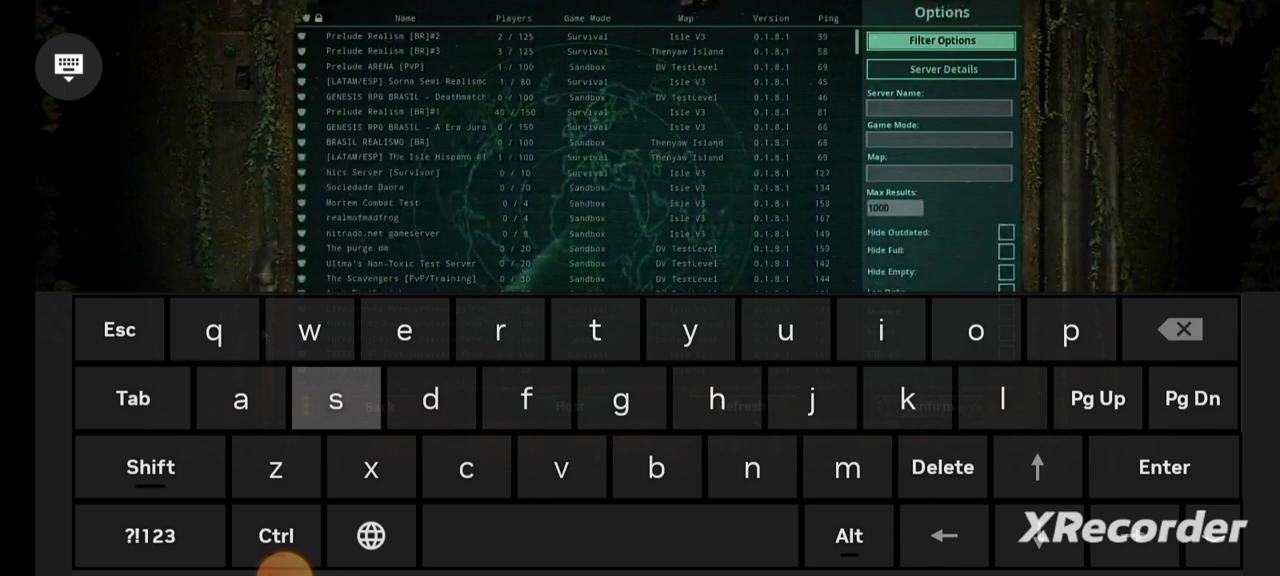 Name Players Game Mode Map Version Ping
Options
Prelude Realism [BR]#2 2 / 125 Survival Isle V3 0.1.8.1 39
Prelude Realism [BR]#3 3 / 125 Survival Thenyaw Island 0.1.8.1 58
Prelude ARENA [PVP] 1 / 100 Sandbox DV TestLevel 0.1.8.1 69
[LATAM/ESP] Sorna Semi Realismo 1 / 80 Survival Isle V3 0.1.8.1 45
GENESIS RPG BRASIL - Deathmatch 0 / 100 Sandbox DV TestLevel 0.1.8.1 46
Prelude Realism [BR]#1 40 / 150 Survival Isle V3 0.1.8.1 81
GENESIS RPG BRASIL - A Era Jura 0 / 150 Survival Isle V3 0.1.8.1 66
BRASIL REALISMO [BR] 0 / 100 Sandbox Thenyaw Island 0.1.8.1 68
[LATAM/ESP] The Isle Hispano #1 1 / 100 Survival Thenyaw Island 0.1.8.1 69
Nics Server [Survivor] 0 / 10 Survival Isle V3 0.1.8.1 127
Sociedade Daora 0 / 70 Sandbox Isle V3 0.1.8.1 134
Mortem Combat Test 0 / 4 Sandbox Isle V3 0.1.8.1 158
realmofmadfrog 0 / 4 Sandbox Isle V3 0.1.8.1 167
nitrado.net gameserver 0 / 8 Sandbox Isle V3 0.1.8.1 149
The purge om 0 / 20 Sandbox DV TestLevel 0.1.8.1 159
Ultma's Non-Toxic Test Server 0 / 20 Sandbox DV TestLevel 0.1.8.1 142
The Scavengers [PvP/Training] 0 / 30 Sandbox DV TestLevel 0.1.8.1 144
Filter Options
Server Details
Server Name:
Game Mode:
Map:
Max Results:
1000
Hide Outdated:
Hide Full:
Hide Empty:
Esc q w e r t y u i o p
Tab a s d f g h j k l Pg Up Pg Dn
Back Host Refresh Confirm
Shift z x c v b n m Delete Enter
?!123 Ctrl Alt
XRecorder